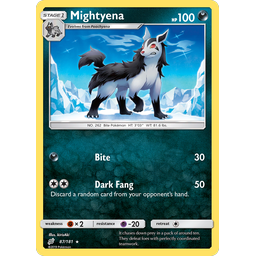 STAGE 1
Mightyena
HP 100
Evolves from Poochyena
NO. 262 Bite Pokémon HT: 3'03" WT: 81.6 lbs.
Bite 30
Dark Fang 50
Discard a random card from your opponent's hand.
weakness ×2 resistance -20 retreat
It chases down prey in a pack of around ten.
They defeat foes with perfectly coordinated
teamwork.
87/181 ★